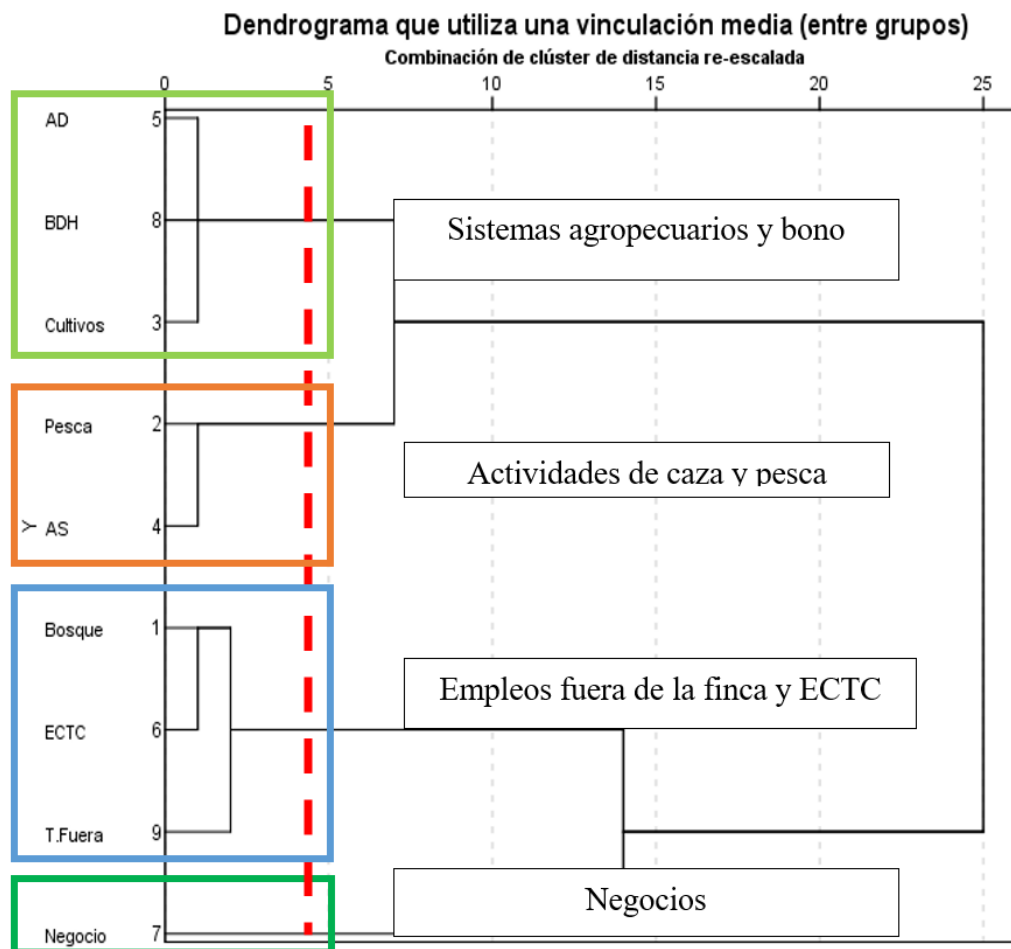 Dendrograma que utiliza una vinculación media (entre grupos)
Combinación de clúster de distancia re-escalada
0 5 10 15 20 25
AD 5
BDH 8
Sistemas agropecuarios y bono
Cultivos 3
Pesca 2
Actividades de caza y pesca
Y
AS 4
Bosque 1
Empleos fuera de la finca y ECTC
ECTC 6
T.Fuera 9
Negocios
Negocio 7